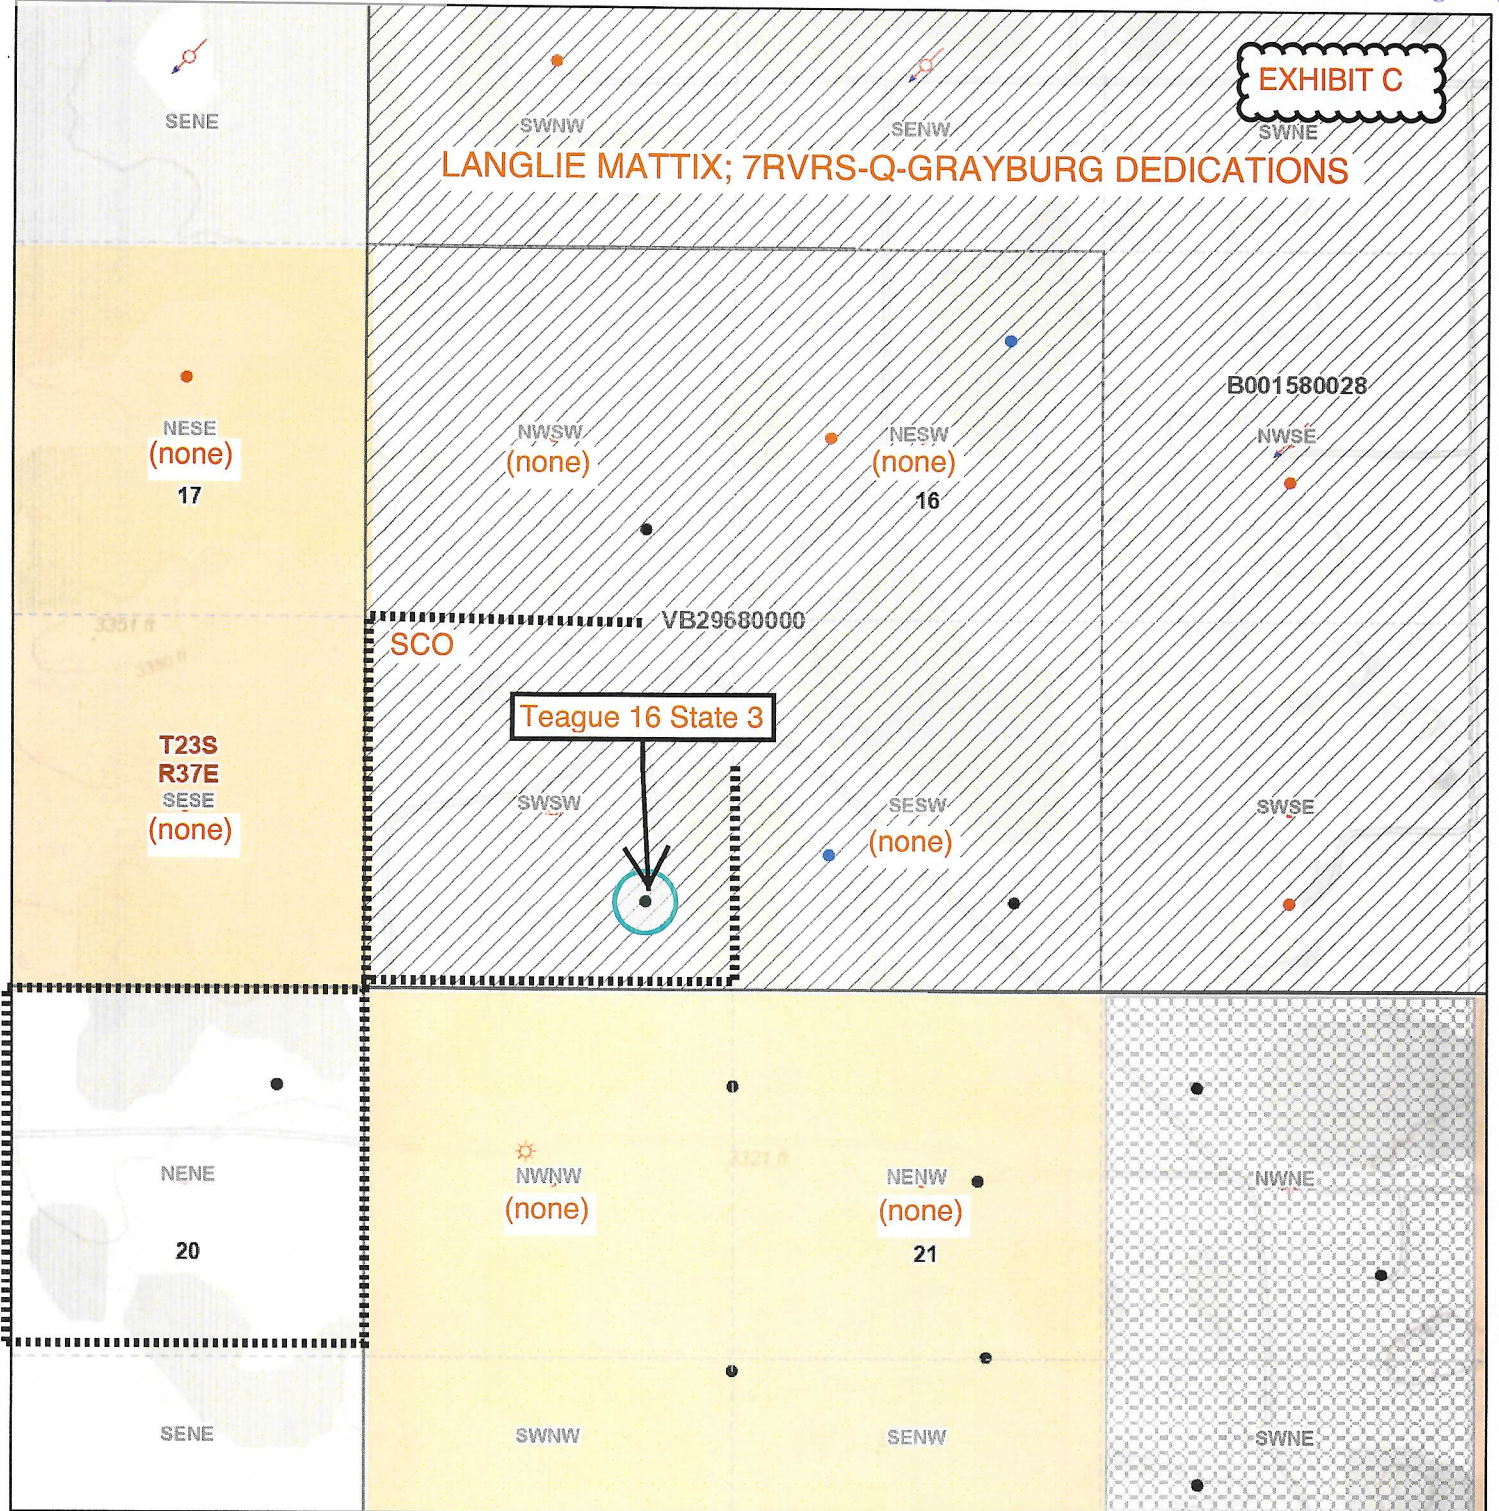 EXHIBIT C
SENE
SWNW
SENW
SWNE
LANGLIE MATTIX; 7RVRS-Q-GRAYBURG DEDICATIONS
B001580028
NESE
(none)
17
NWSW
(none)
NESW
(none)
16
NWSE
3351 ft
VB29680000
SCO
Teague 16 State 3
T23S
R37E
SESE
(none)
SWSW
SESW
(none)
SWSE
3321 ft
NENE
20
NWNW
(none)
NENW
(none)
21
NWNE
SENE
SWNW
SENW
SWNE